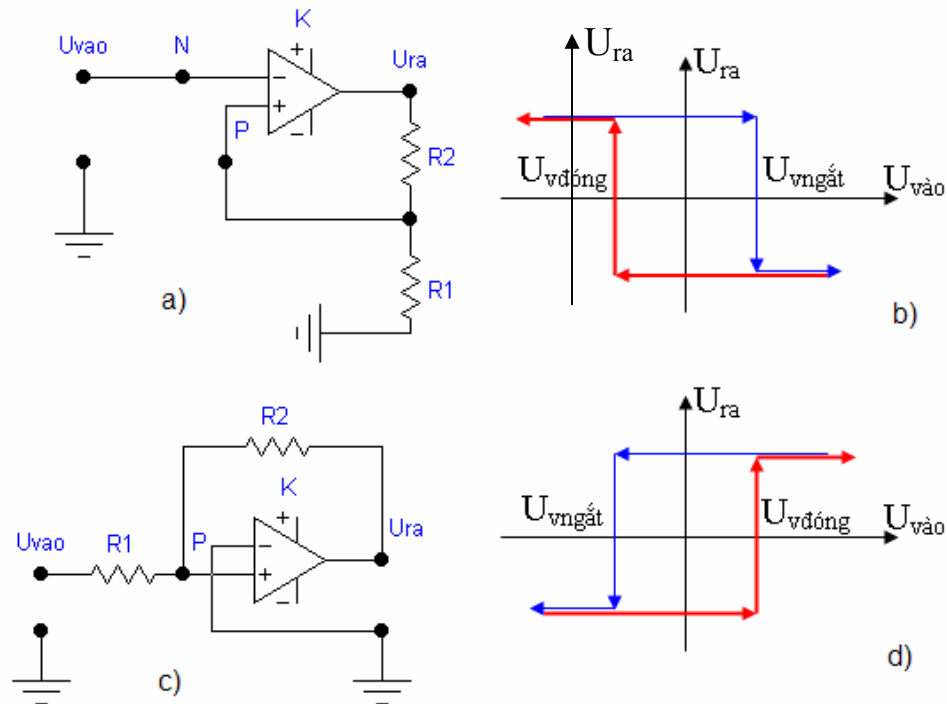 K
Uvao
N
Ura
− 
+
+
−
P
R2
R1
a)
Ura
Ura
Uvđóng
Uvngắt
Uvào
b)
R2
K
Ura
Uvao
R1
P
+
−
+
−
c)
Ura
Uvngắt
Uvđóng
Uvào
d)